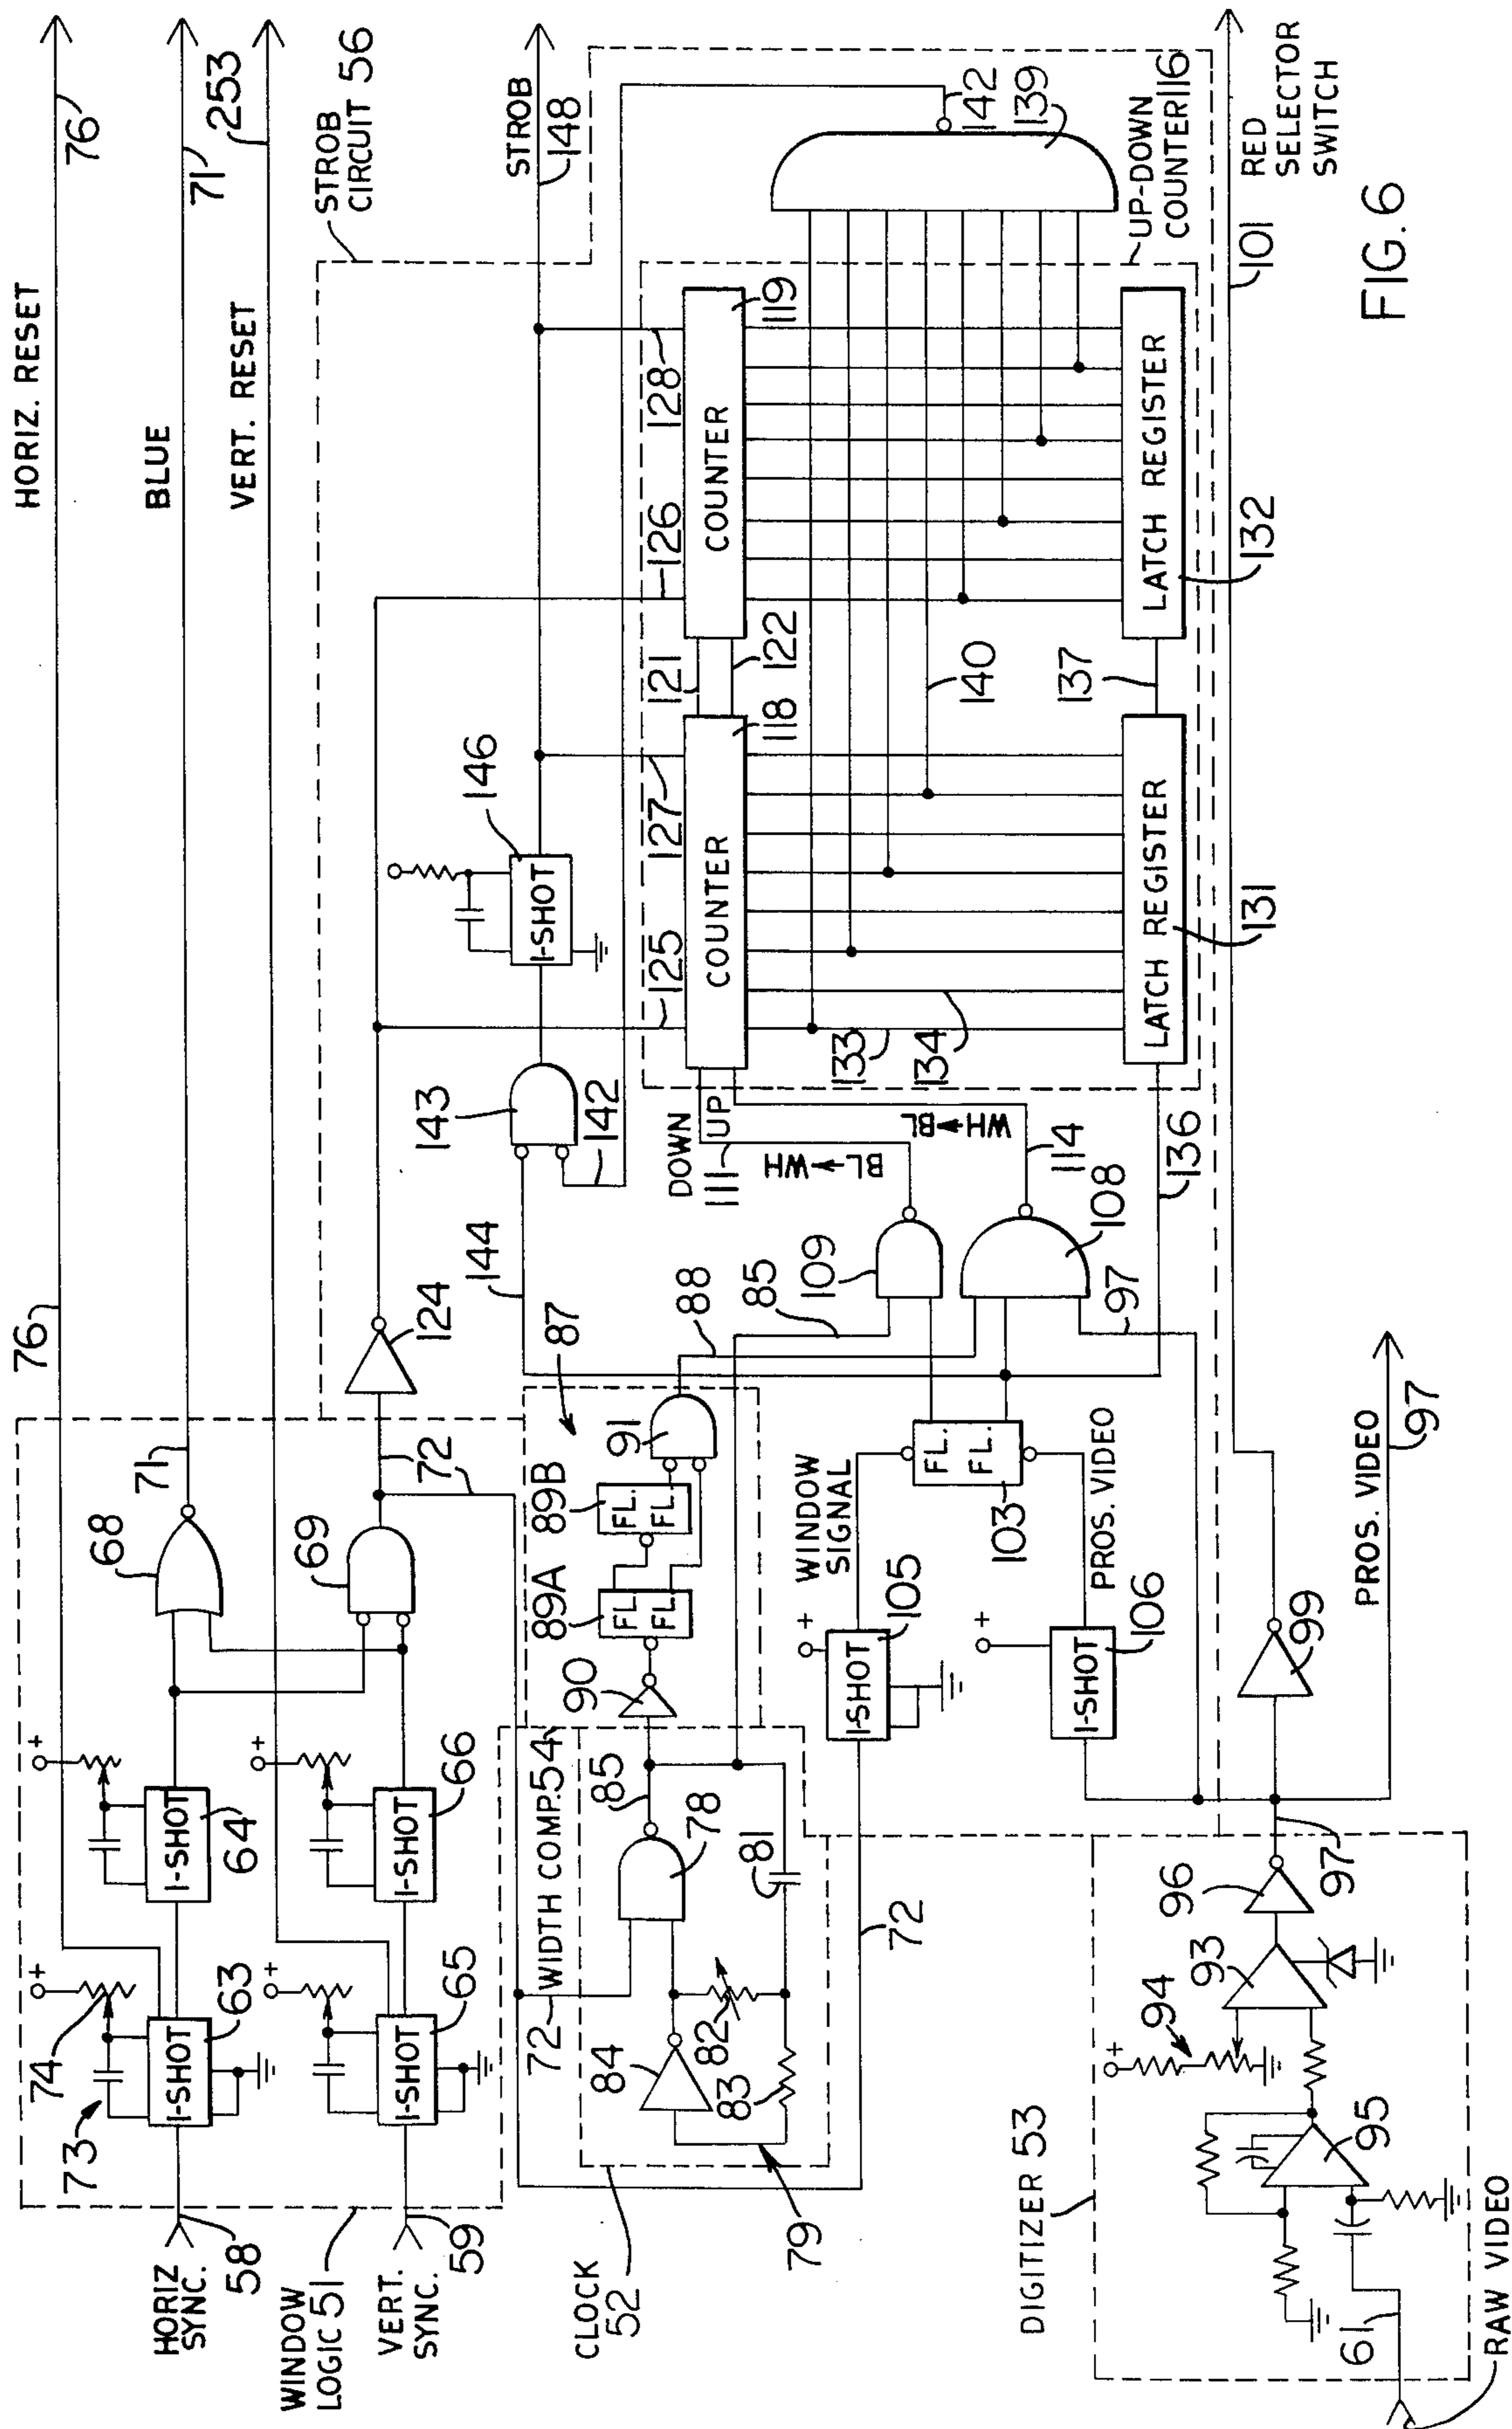 HORIZ. RESET
76
76
BLUE
71
71
VERT. RESET
253
STROB
CIRCUIT 56
STROB
148
HORIZ
SYNC.
58
WINDOW
LOGIC 51
VERT.
SYNC.
59
73
74
+
1-SHOT
63
+
1-SHOT
64
+
1-SHOT
65
+
1-SHOT
66
68
69
72
124
144
143
142
1-SHOT
146
125
126
127
128
CLOCK
52
79
72
WIDTH COMP. 54
84
82
83
81
78
85
90
89A
FL.
FL.
89B
FL.
FL.
91
87
88
85
109
108
97
DOWN
111
UP
BL→WH
WH→BL
114
136
COUNTER
118
121
122
COUNTER
119
133
134
140
137
LATCH REGISTER
131
LATCH REGISTER
132
142
139
UP-DOWN
COUNTER 116
72
+
1-SHOT
105
WINDOW
SIGNAL
FL.
FL.
103
+
1-SHOT
106
PROS. VIDEO
DIGITIZER 53
+
94
93
96
97
95
61
RAW VIDEO
99
PROS. VIDEO
97
101
RED
SELECTOR
SWITCH
FIG. 6